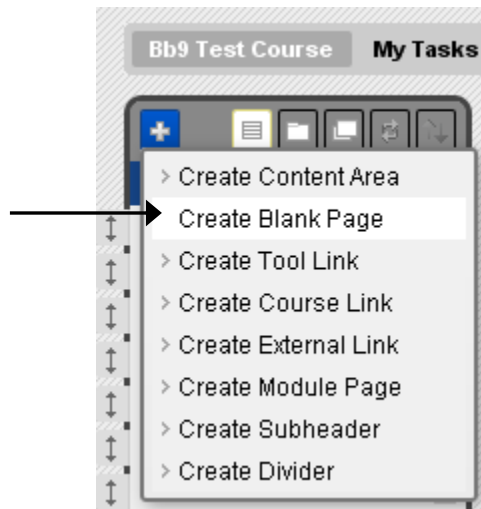 Bb9 Test Course My Tasks
Create Content Area
Create Blank Page
Create Tool Link
Create Course Link
Create External Link
Create Module Page
Create Subheader
Create Divider